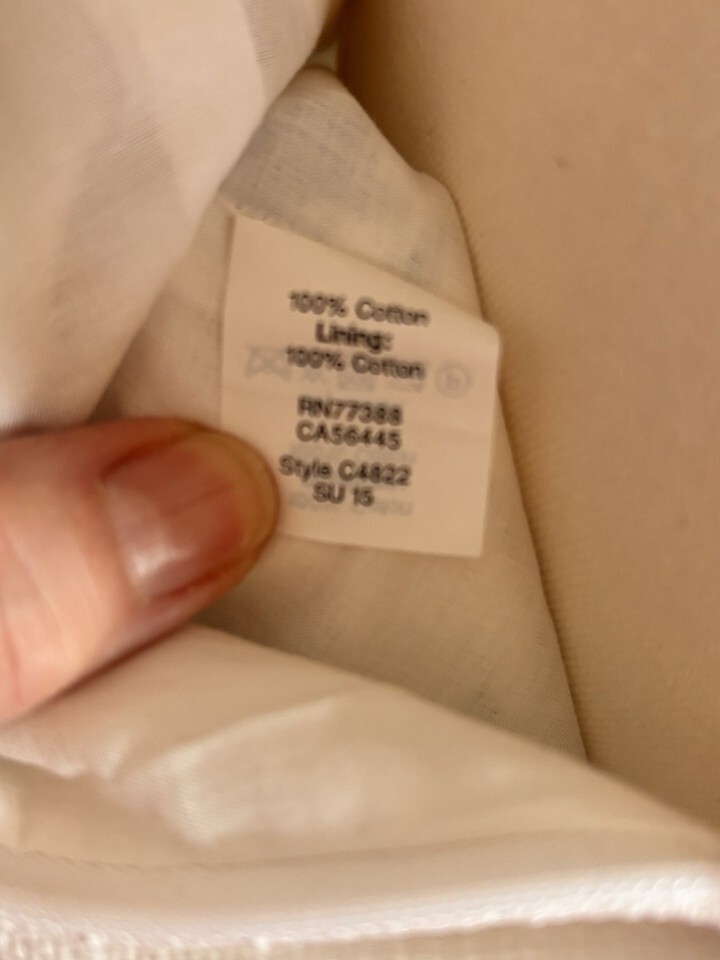 100% Cotton
Lining:
100% Cotton
RN77388
CA56445
Style C4822
SU 15